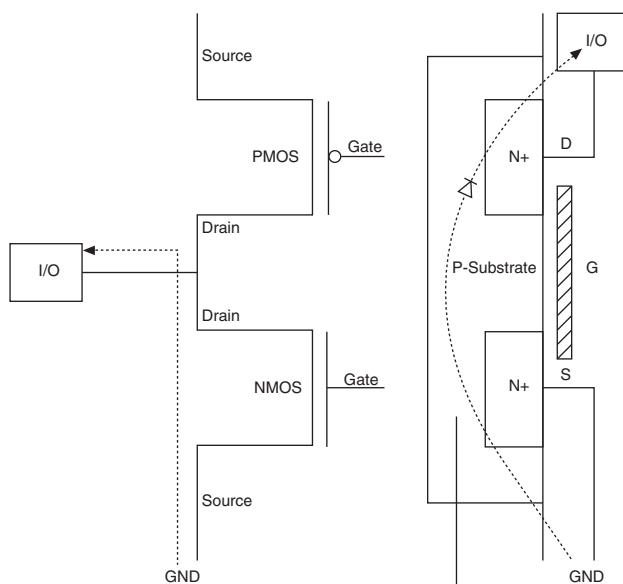 Source
PMOS
Gate
Drain
I/O
Drain
NMOS
Gate
Source
GND
I/O
N+
D
P-Substrate
G
N+
S
GND